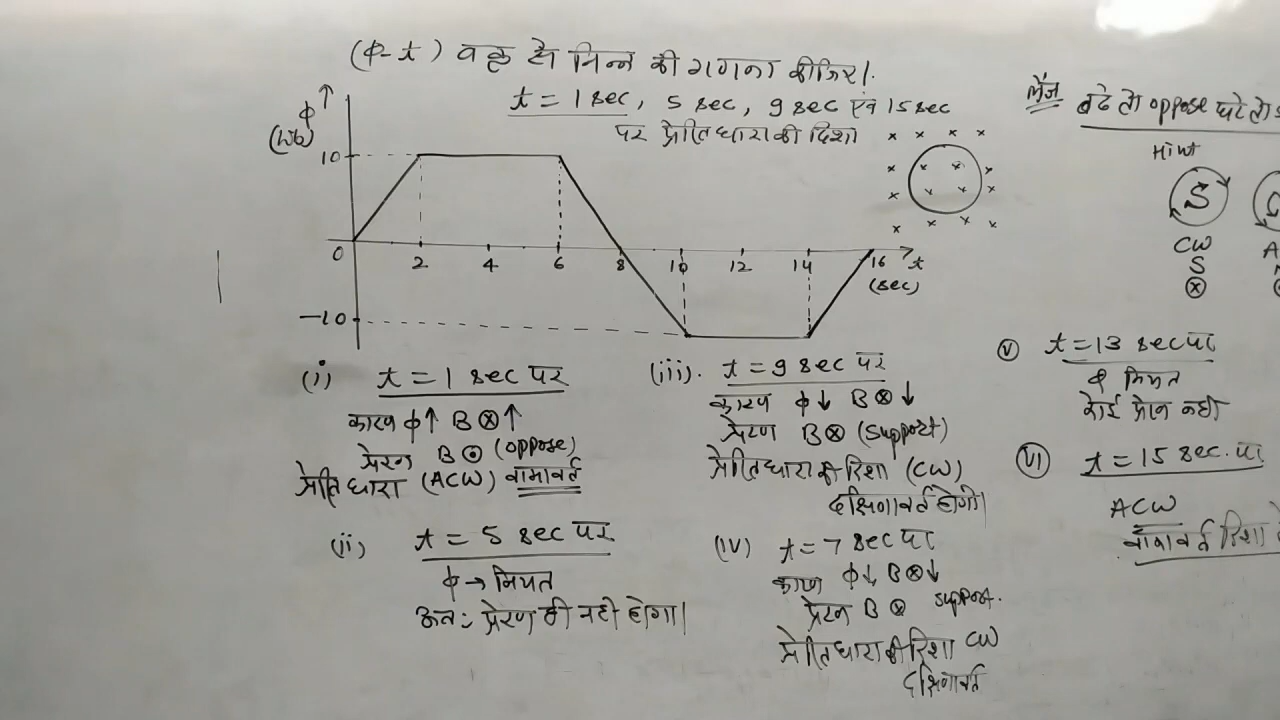 (ϕ-t) वक्र से निम्न की गणना कीजिए।
t = 1 sec, 5 sec, 9 sec एवं 15 sec
पर प्रेरित धारा की दिशा
ϕ
(Wb)
10
0
2
4
6
8
10
12
14
16
t
(sec)
-10
लेंज
बढे तो oppose घटे तो
Hint
S
CW
S
⊗
(i) t = 1 sec पर
कारण ϕ↑ B⊗↑
प्रेरण B⊙ (oppose)
प्रेरित धारा (ACW) वामावर्त
(ii) t = 5 sec पर
ϕ → नियत
अतः प्रेरण ही नही होगा।
(iii). t = 9 sec पर
कारण ϕ↓ B⊗↓
प्रेरण B⊗ (support)
प्रेरित धारा की दिशा (CW)
दक्षिणावर्त होगी।
(iv) t = 7 sec पर
कारण ϕ↓ B⊗↓
प्रेरण B⊗ support.
प्रेरित धारा की दिशा CW
दक्षिणावर्त
(v) t = 13 sec पर
ϕ नियत
कोई प्रेरण नही
(VI) t = 15 sec. पर
ACW
वामावर्त दिशा